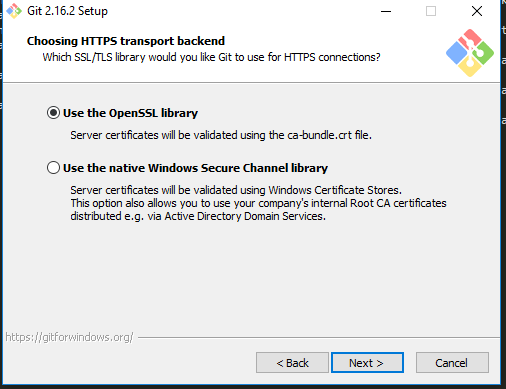 Git 2.16.2 Setup
Choosing HTTPS transport backend
Which SSL/TLS library would you like Git to use for HTTPS connections?
Use the OpenSSL library
Server certificates will be validated using the ca-bundle.crt file.
Use the native Windows Secure Channel library
Server certificates will be validated using Windows Certificate Stores.
This option also allows you to use your company's internal Root CA certificates
distributed e.g. via Active Directory Domain Services.
https://gitforwindows.org/
< Back
Next >
Cancel